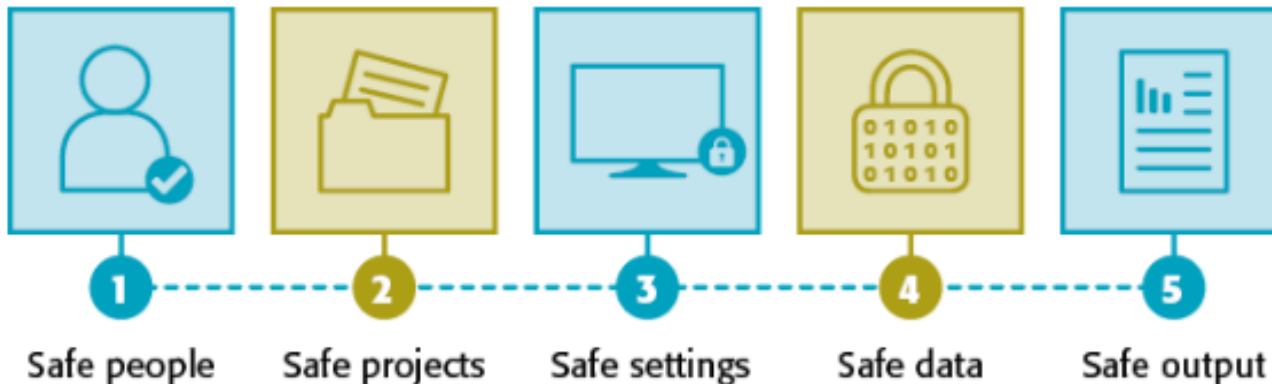 01010
10101
01010
1
2
3
4
5
Safe people
Safe projects
Safe settings
Safe data
Safe output